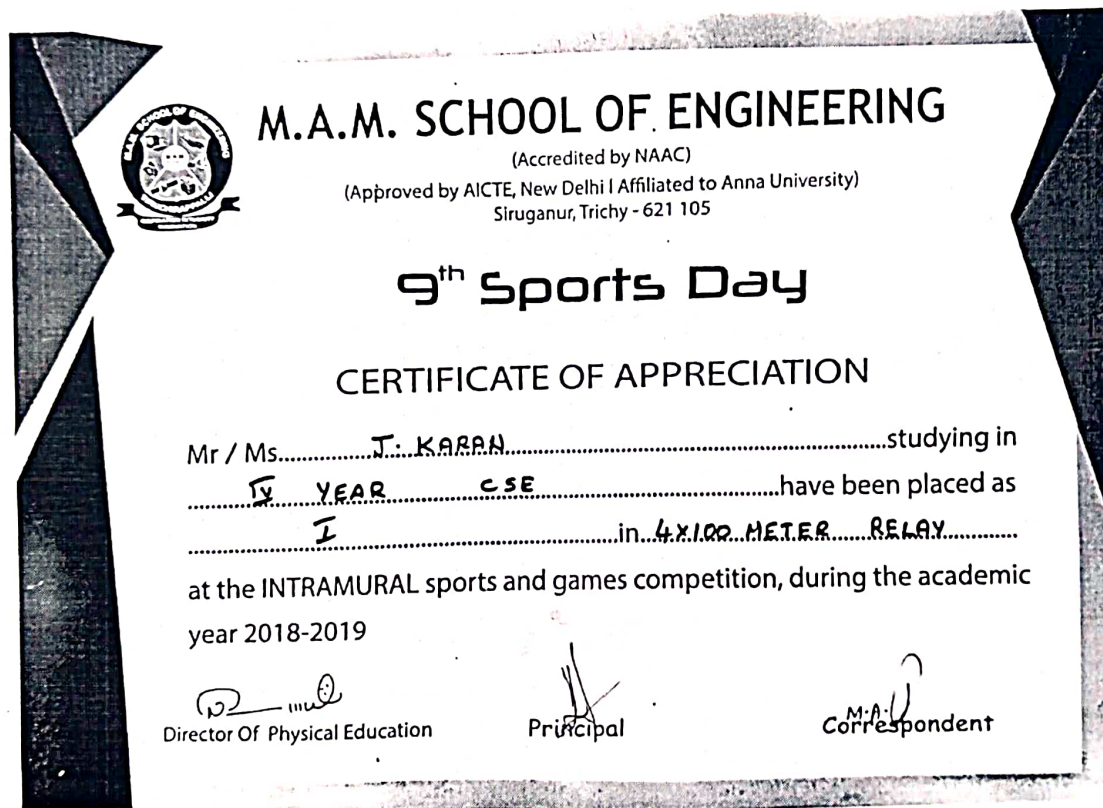 M.A.M. SCHOOL OF ENGINEERING
(Accredited by NAAC)
(Approved by AICTE, New Delhi I Affiliated to Anna University)
Siruganur, Trichy - 621 105
M.A.M. SCHOOL OF ENGINEERING
9th Sports Day
CERTIFICATE OF APPRECIATION
Mr / Ms. J. KARAN studying in
IV YEAR CSE have been placed as
I in 4X100 METER RELAY
at the INTRAMURAL sports and games competition, during the academic
year 2018-2019
M.A.
Director Of Physical Education Principal Correspondent